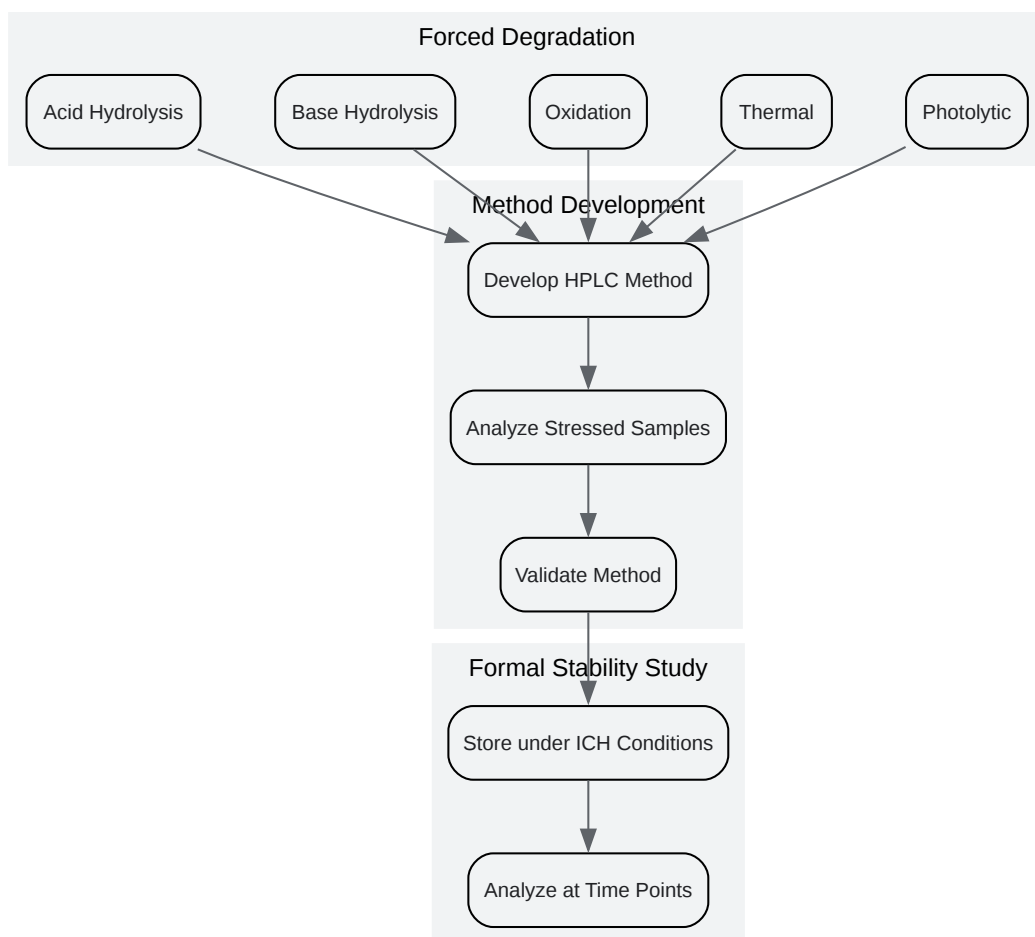 Forced Degradation
Acid Hydrolysis
Base Hydrolysis
Oxidation
Thermal
Photolytic
Method Development
Develop HPLC Method
Analyze Stressed Samples
Validate Method
Formal Stability Study
Store under ICH Conditions
Analyze at Time Points